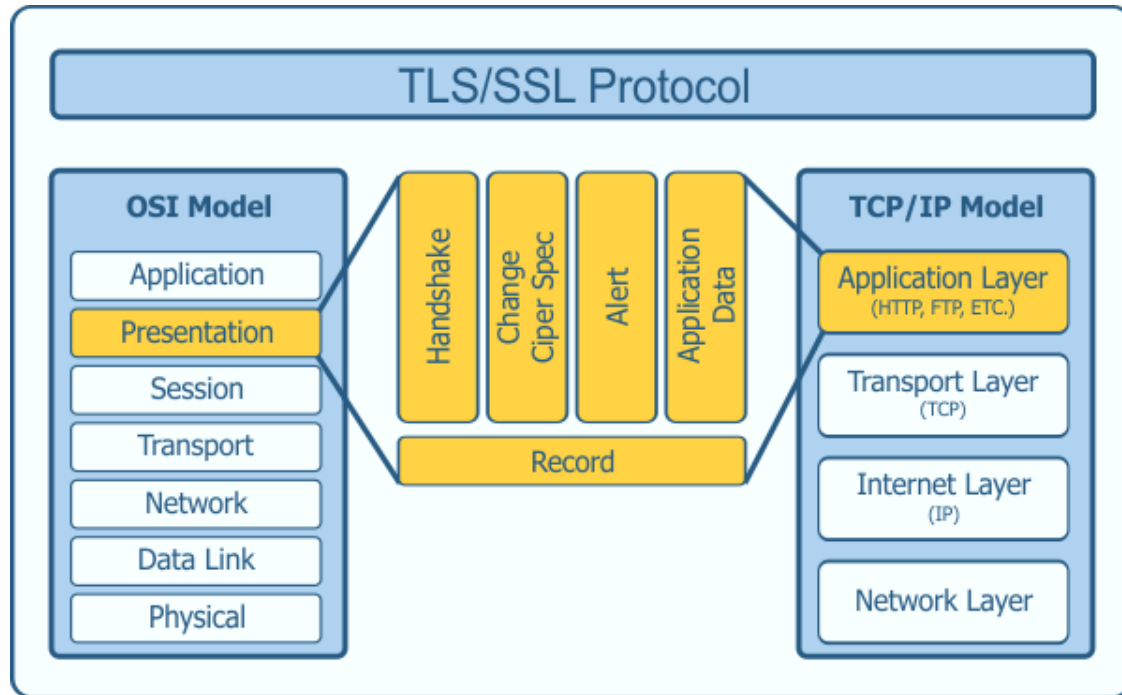 TLS/SSL Protocol
OSI Model
Application
Presentation
Session
Transport
Network
Data Link
Physical
Handshake
Change
Ciper Spec
Alert
Application
Data
Record
TCP/IP Model
Application Layer
(HTTP, FTP, ETC.)
Transport Layer
(TCP)
Internet Layer
(IP)
Network Layer